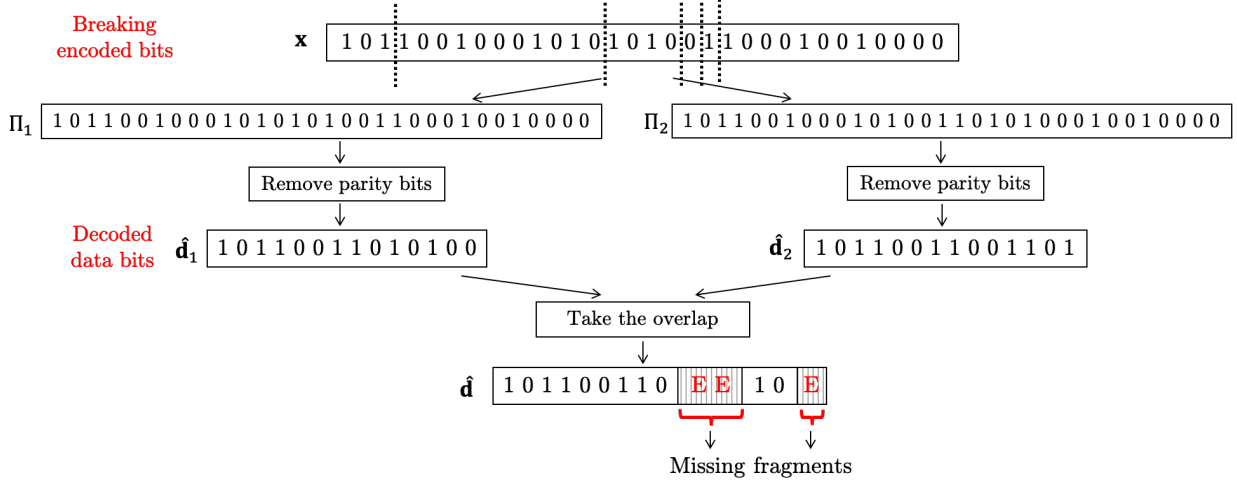 Breaking
encoded bits
x 1 0 1 1 0 0 1 0 0 0 1 0 1 0 1 0 1 0 0 1 1 0 0 0 1 0 0 1 0 0 0 0
Π₁ 1 0 1 1 0 0 1 0 0 0 1 0 1 0 1 0 1 0 0 1 1 0 0 0 1 0 0 1 0 0 0 0
Π₂ 1 0 1 1 0 0 1 0 0 0 1 0 1 0 0 1 1 0 1 0 1 0 0 0 1 0 0 1 0 0 0 0
Remove parity bits
Remove parity bits
Decoded
data bits
d̂₁ 1 0 1 1 0 0 1 1 0 1 0 1 0 0
d̂₂ 1 0 1 1 0 0 1 1 0 0 1 1 0 1
Take the overlap
d̂ 1 0 1 1 0 0 1 1 0 E E 1 0 E
Missing fragments